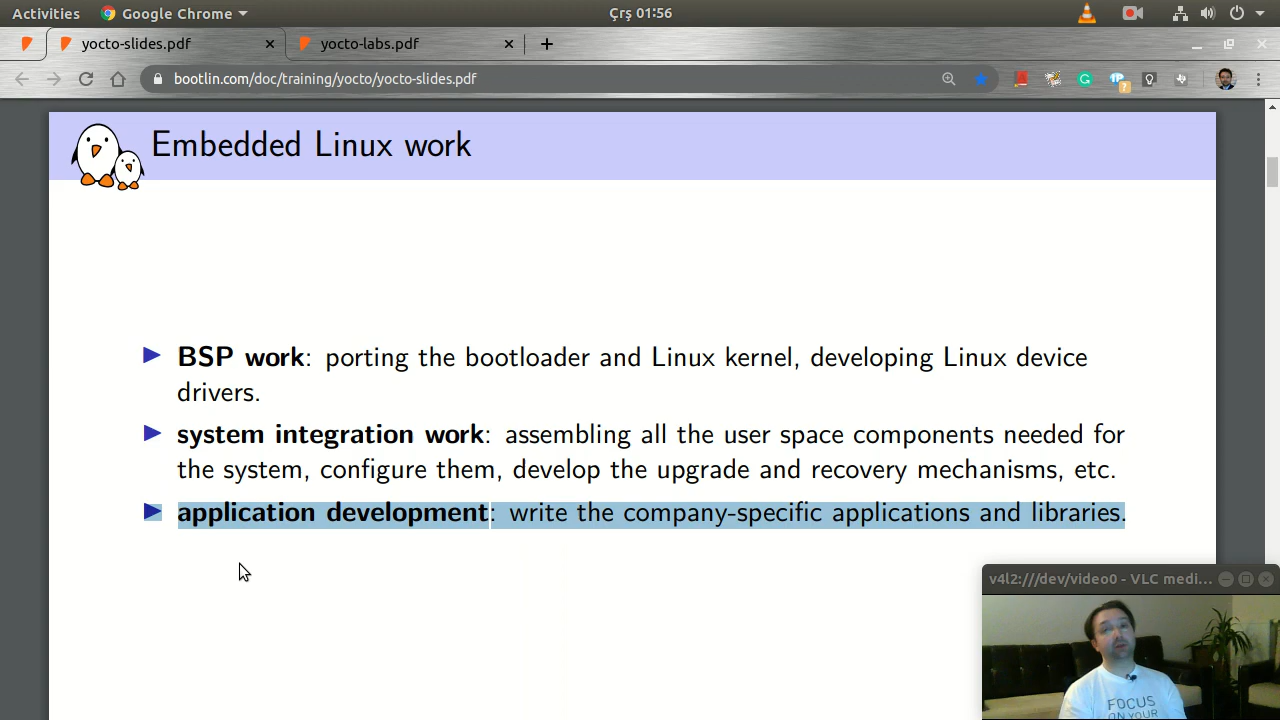 Activities Google Chrome Çrş 01:56
yocto-slides.pdf yocto-labs.pdf
bootlin.com/doc/training/yocto/yocto-slides.pdf
Embedded Linux work
BSP work: porting the bootloader and Linux kernel, developing Linux device
drivers.
system integration work: assembling all the user space components needed for
the system, configure them, develop the upgrade and recovery mechanisms, etc.
application development: write the company-specific applications and libraries.
v4l2:///dev/video0 - VLC medi...
FOCUS
ON YOUR